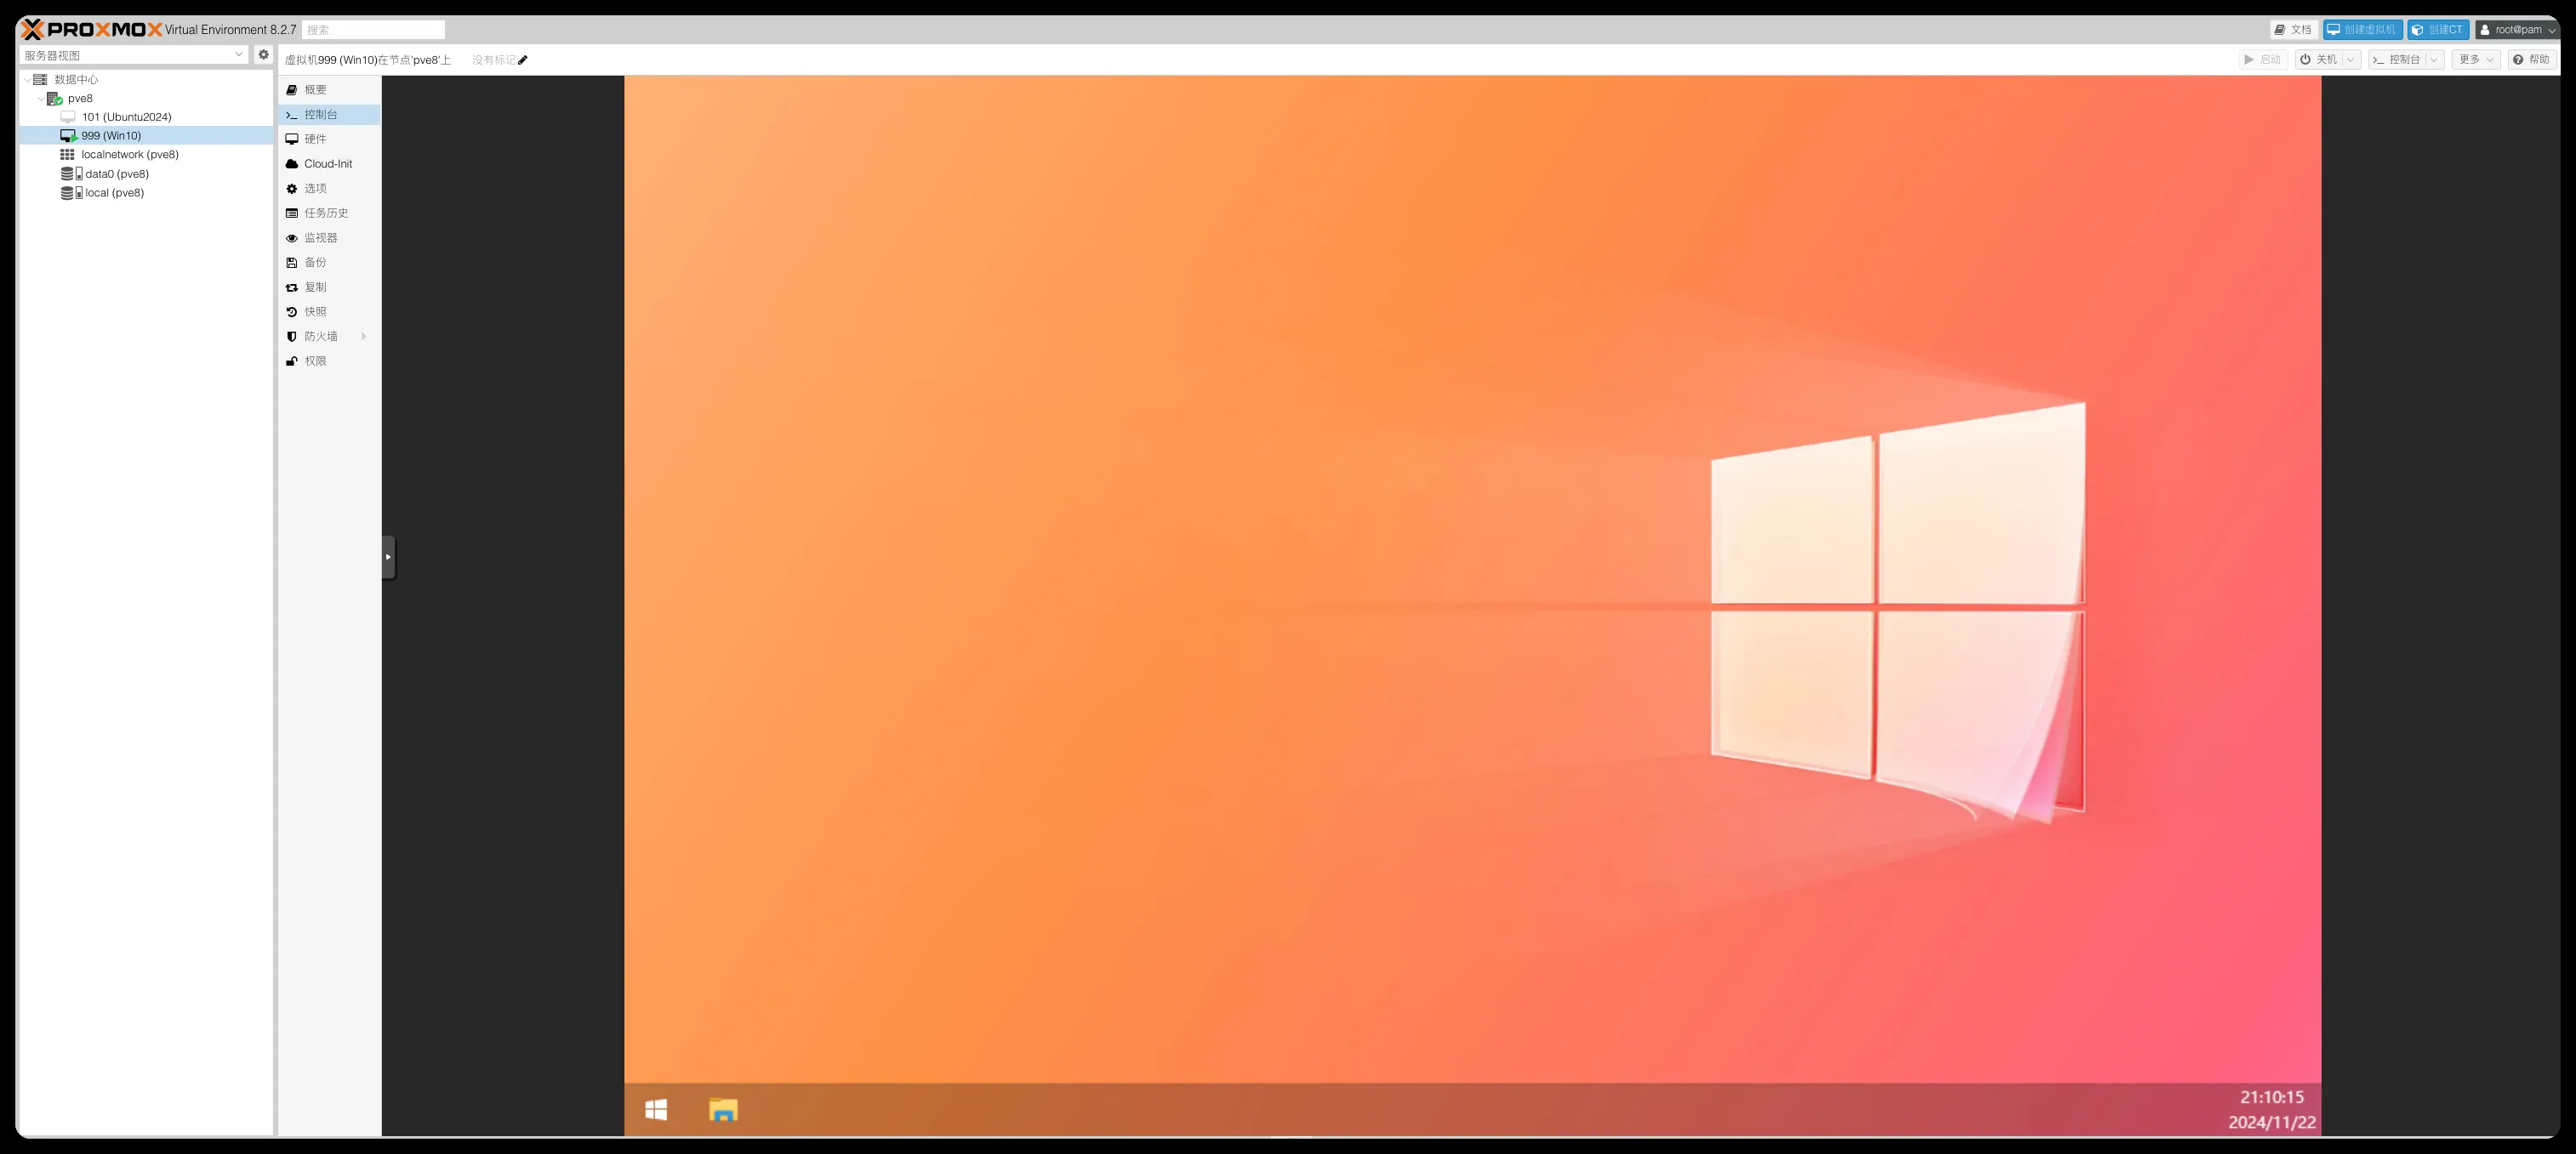 PROXMOX Virtual Environment 8.2.7 搜索
文档 创建虚拟机 创建CT root@pam
服务器视图
虚拟机999 (Win10)在节点'pve8'上 没有标记
启动 关机 控制台 更多 帮助
数据中心
pve8
101 (Ubuntu2024)
999 (Win10)
localnetwork (pve8)
data0 (pve8)
local (pve8)
概要
控制台
硬件
Cloud-Init
选项
任务历史
监视器
备份
复制
快照
防火墙
权限
21:10:15
2024/11/22